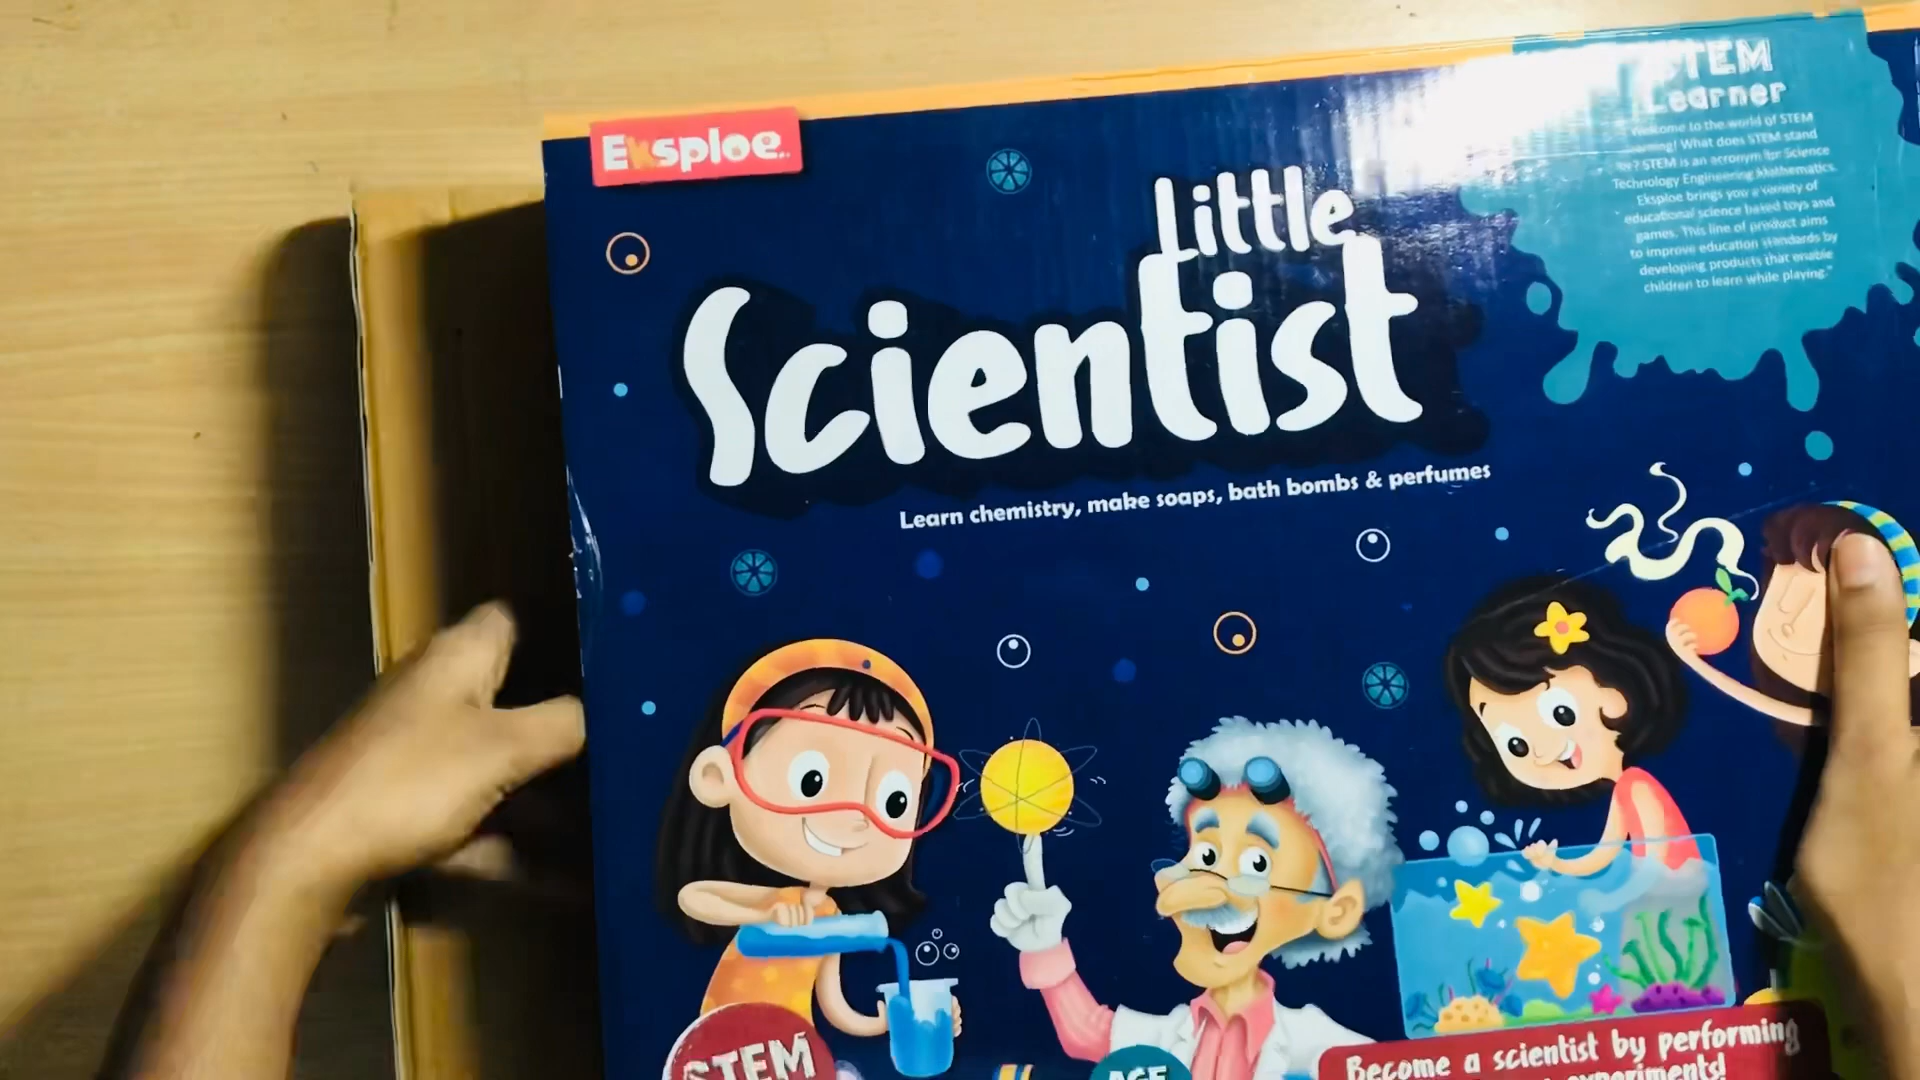 Eksploe
Little
Scientist
Learn chemistry, make soaps, bath bombs & perfumes
STEM
Learner
Welcome to the world of STEM
What does STEM stand
for? STEM is an acronym for Science
Technology Engineering Mathematics.
Eksploe brings you a variety of
educational science baked toys and
games. This line of product aims
to improve education standards by
developing products that enable
children to learn while playing."
STEM
AGE
Become a scientist by performing
experiments!